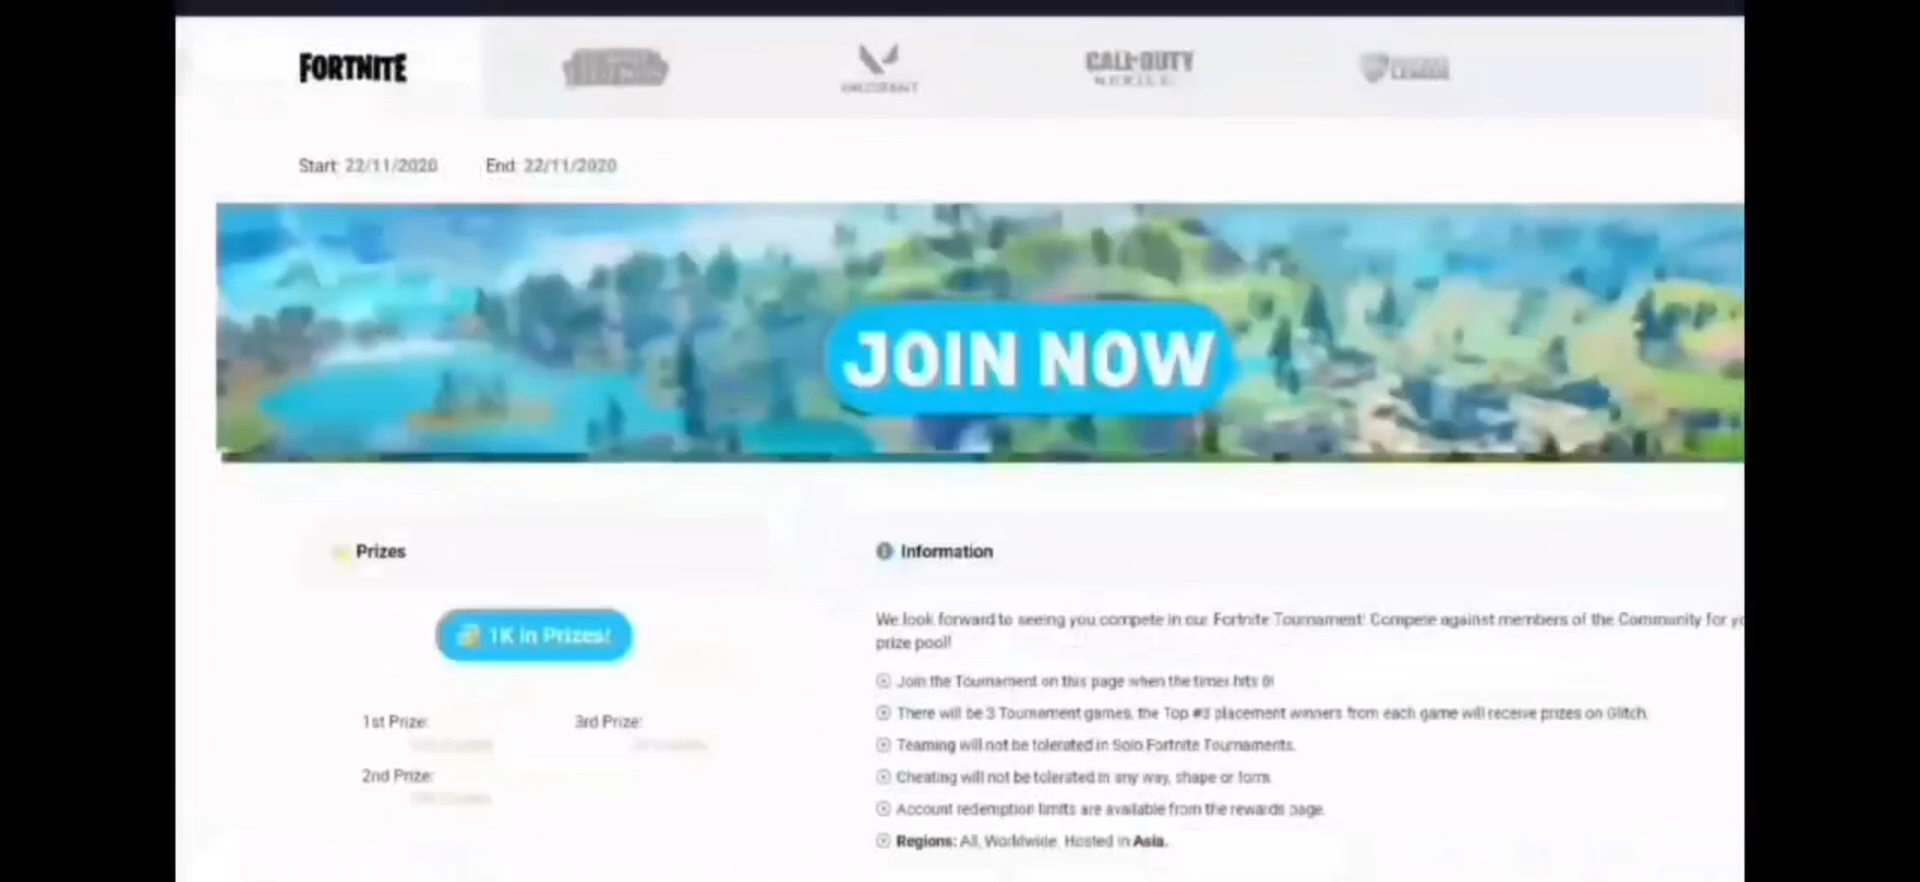 FORTNITE
VALORANT
CALL OF DUTY
MOBILE
LEAGUE
Start: 22/11/2020 End: 22/11/2020
JOIN NOW
Prizes
Information
1K in Prizes!
We look forward to seeing you compete in our Fortnite Tournament! Compete against members of the Community for
prize pool!
Join the Tournament on this page when the timer hits 0!
There will be 3 Tournament games, the Top #3 placement winners from each game will receive prizes on Glitch.
1st Prize: 3rd Prize:
Teaming will not be tolerated in Solo Fortnite Tournaments.
2nd Prize:
Cheating will not be tolerated in any way, shape or form.
Account redemption limits are available from the rewards page.
Regions: All, Worldwide, Hosted in Asia.